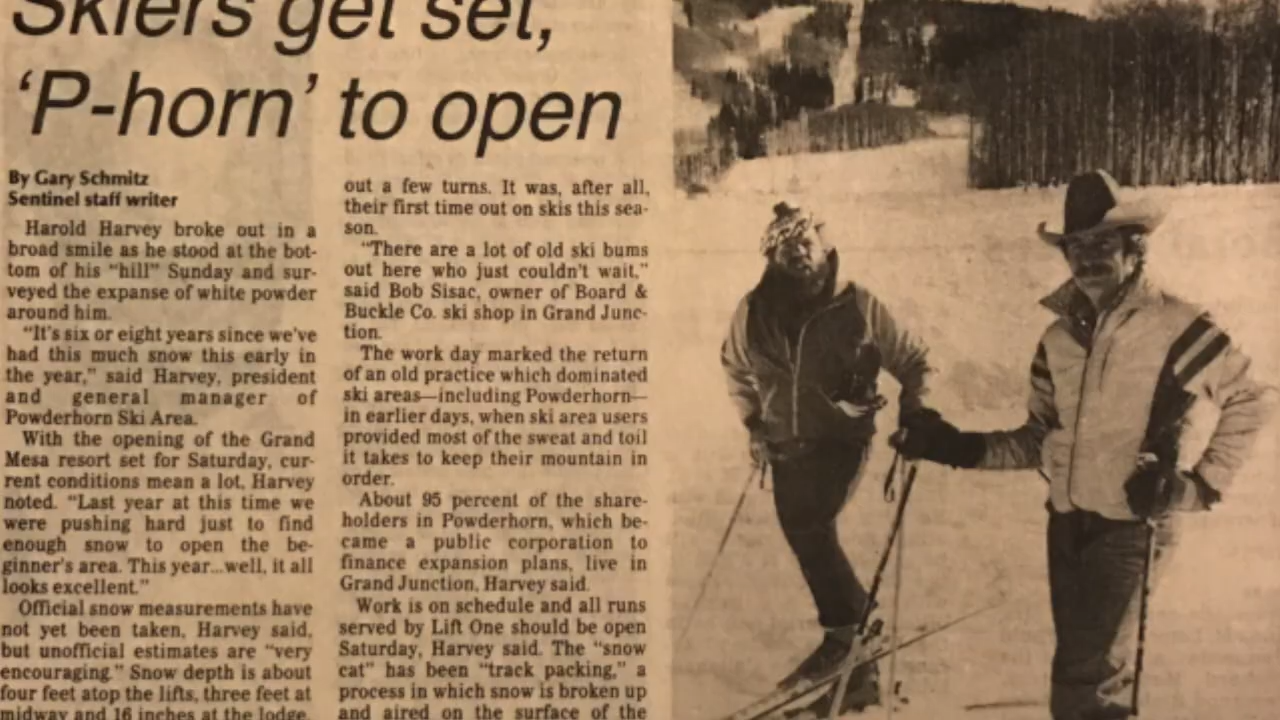 Skiers get set,
'P-horn' to open
By Gary Schmitz
Sentinel staff writer
Harold Harvey broke out in a
broad smile as he stood at the bot-
tom of his "hill" Sunday and sur-
veyed the expanse of white powder
around him.
"It's six or eight years since we've
had this much snow this early in
the year," said Harvey, president
and general manager of
Powderhorn Ski Area.
With the opening of the Grand
Mesa resort set for Saturday, cur-
rent conditions mean a lot, Harvey
noted. "Last year at this time we
were pushing hard just to find
enough snow to open the be-
ginner's area. This year...well, it all
looks excellent."
Official snow measurements have
not yet been taken, Harvey said,
but unofficial estimates are "very
encouraging." Snow depth is about
four feet atop the lifts, three feet at
midway and 16 inches at the lodge,
out a few turns. It was, after all,
their first time out on skis this sea-
son.
"There are a lot of old ski bums
out here who just couldn't wait,"
said Bob Sisac, owner of Board &
Buckle Co. ski shop in Grand Junc-
tion.
The work day marked the return
of an old practice which dominated
ski areas—including Powderhorn—
in earlier days, when ski area users
provided most of the sweat and toil
it takes to keep their mountain in
order.
About 95 percent of the share-
holders in Powderhorn, which be-
came a public corporation to
finance expansion plans, live in
Grand Junction, Harvey said.
Work is on schedule and all runs
served by Lift One should be open
Saturday, Harvey said. The "snow
cat" has been "track packing," a
process in which snow is broken up
and aired on the surface of the